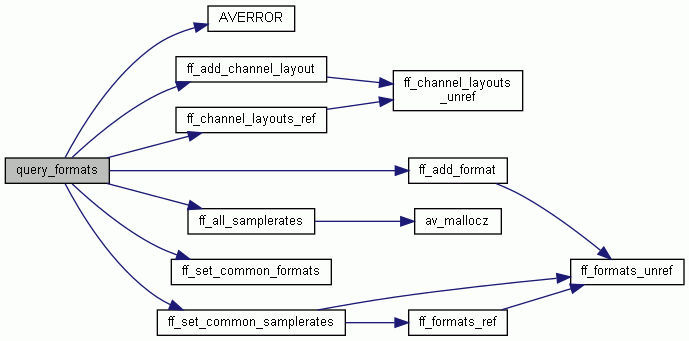 AVERROR
ff_add_channel_layout
ff_channel_layouts
_unref
ff_channel_layouts_ref
query_formats
ff_add_format
ff_all_samplerates
av_mallocz
ff_set_common_formats
ff_formats_unref
ff_set_common_samplerates
ff_formats_ref